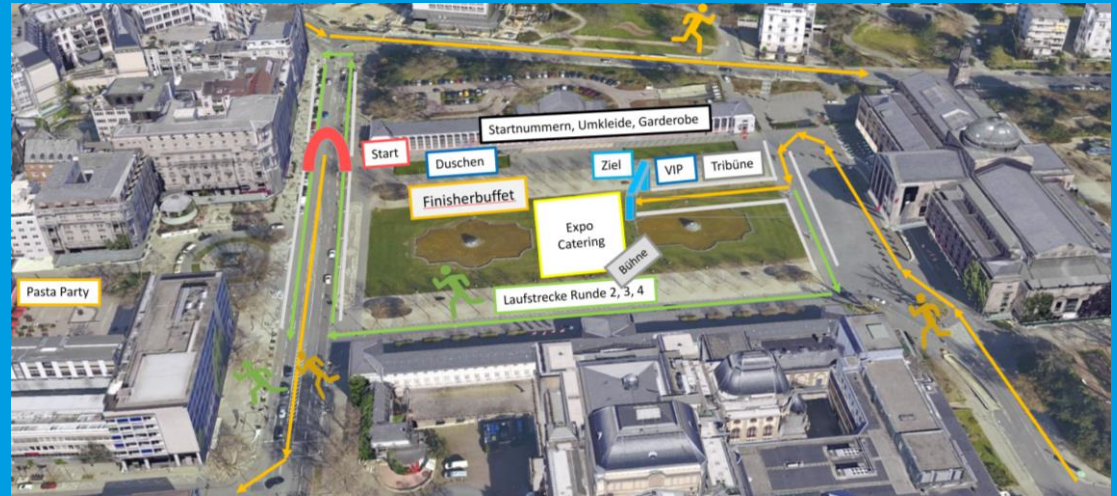 Startnummern, Umkleide, Garderobe
Start
Duschen
Ziel
VIP
Tribüne
Finisherbuffet
Expo
Catering
Bühne
Laufstrecke Runde 2, 3, 4
Pasta Party